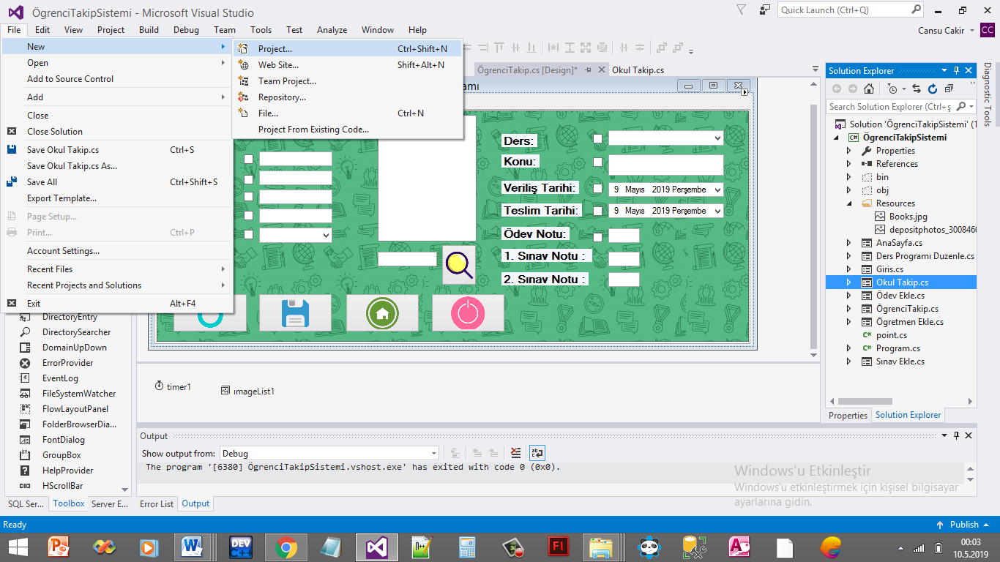 ÖgrenciTakipSistemi - Microsoft Visual Studio
Quick Launch (Ctrl+Q)
File Edit View Project Build Debug Team Tools Test Analyze Window Help
Cansu Cakir CC
New
Open
Add to Source Control
Add
Close
Close Solution
Save Okul Takip.cs Ctrl+S
Save Okul Takip.cs As...
Save All Ctrl+Shift+S
Export Template...
Page Setup...
Print... Ctrl+P
Account Settings...
Recent Files
Recent Projects and Solutions
Exit Alt+F4
Project... Ctrl+Shift+N
Web Site... Shift+Alt+N
Team Project...
Repository...
File... Ctrl+N
Project From Existing Code...
ÖgrenciTakip.cs [Design]* Okul Takip.cs
Ders:
Konu:
Veriliş Tarihi: 9 Mayıs 2019 Perşembe
Teslim Tarihi: 9 Mayıs 2019 Perşembe
Ödev Notu:
1. Sınav Notu :
2. Sınav Notu :
timer1
ımageList1
Solution Explorer
Search Solution Explorer (Ctrl+ş
Solution 'ÖgrenciTakipSistemi' (1
ÖgrenciTakipSistemi
Properties
References
bin
obj
Resources
Books.jpg
depositphotos_3008460
AnaSayfa.cs
Ders Programı Duzenle.cs
Giris.cs
Okul Takip.cs
Ödev Ekle.cs
ÖgrenciTakip.cs
Ögretmen Ekle.cs
point.cs
Program.cs
Sınav Ekle.cs
Properties Solution Explorer
Diagnostic Tools
DirectoryEntry
DirectorySearcher
DomainUpDown
ErrorProvider
EventLog
FileSystemWatcher
FlowLayoutPanel
FolderBrowserDia...
FontDialog
GroupBox
HelpProvider
HScrollBar
SQL Ser... Toolbox Server E...
Output
Show output from: Debug
The program '[6380] ÖgrenciTakipSistemi.vshost.exe' has exited with code 0 (0x0).
Error List Output
Windows'u Etkinleştir
Windows'u etkinleştirmek için kişisel bilgisayar
ayarlarına gidin.
Ready
Publish
DEV
C++
00:03
10.5.2019